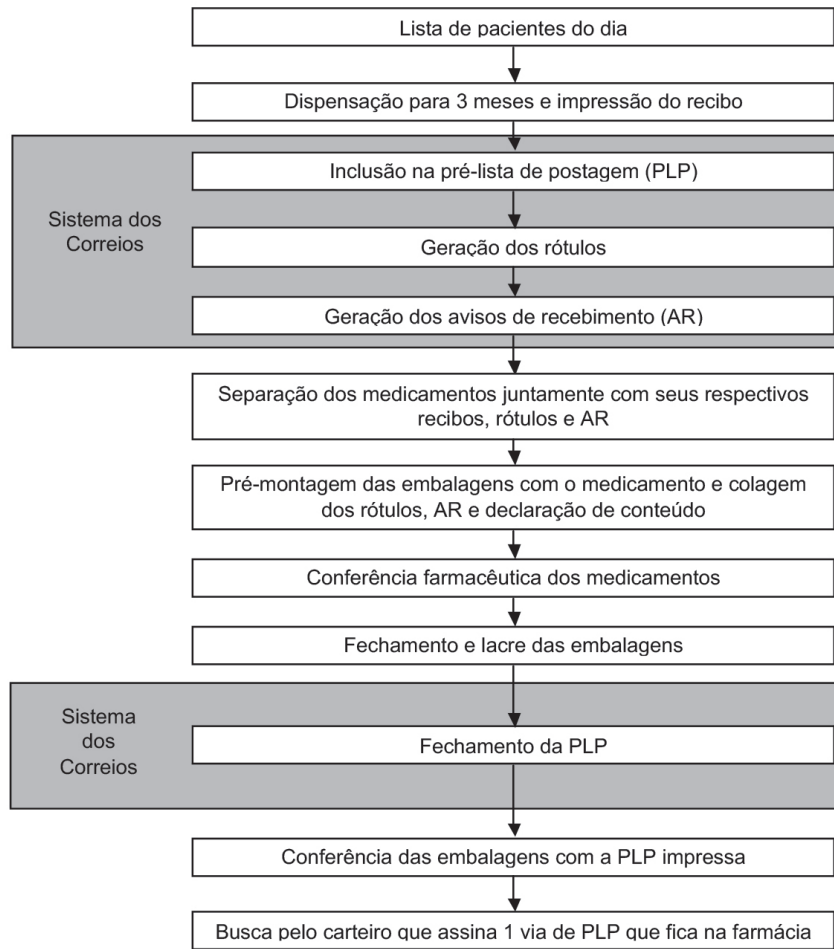 Lista de pacientes do dia
Dispensação para 3 meses e impressão do recibo
Inclusão na pré-lista de postagem (PLP)
Sistema dos
Correios
Geração dos rótulos
Geração dos avisos de recebimento (AR)
Separação dos medicamentos juntamente com seus respectivos
recibos, rótulos e AR
Pré-montagem das embalagens com o medicamento e colagem
dos rótulos, AR e declaração de conteúdo
Conferência farmacêutica dos medicamentos
Fechamento e lacre das embalagens
Sistema
dos
Correios
Fechamento da PLP
Conferência das embalagens com a PLP impressa
Busca pelo carteiro que assina 1 via de PLP que fica na farmácia